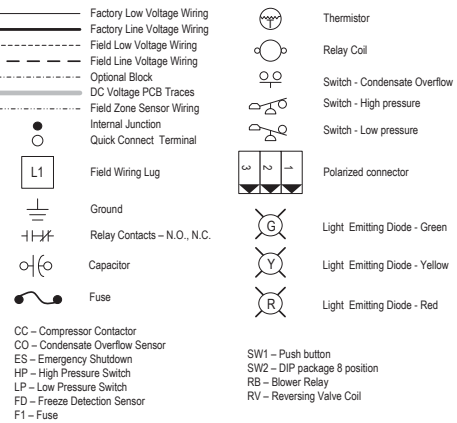 Factory Low Voltage Wiring
Factory Line Voltage Wiring
Field Low Voltage Wiring
Field Line Voltage Wiring
Optional Block
DC Voltage PCB Traces
Field Zone Sensor Wiring
Internal Junction
Quick Connect Terminal
L1
Field Wiring Lug
Ground
Relay Contacts – N.O., N.C.
Capacitor
Fuse
Thermistor
Relay Coil
Switch - Condensate Overflow
Switch - High pressure
Switch - Low pressure
3 2 1
Polarized connector
G
Light Emitting Diode - Green
Y
Light Emitting Diode - Yellow
R
Light Emitting Diode - Red
CC – Compressor Contactor
CO – Condensate Overflow Sensor
ES – Emergency Shutdown
HP – High Pressure Switch
LP – Low Pressure Switch
FD – Freeze Detection Sensor
F1 – Fuse
SW1 – Push button
SW2 – DIP package 8 position
RB – Blower Relay
RV – Reversing Valve Coil